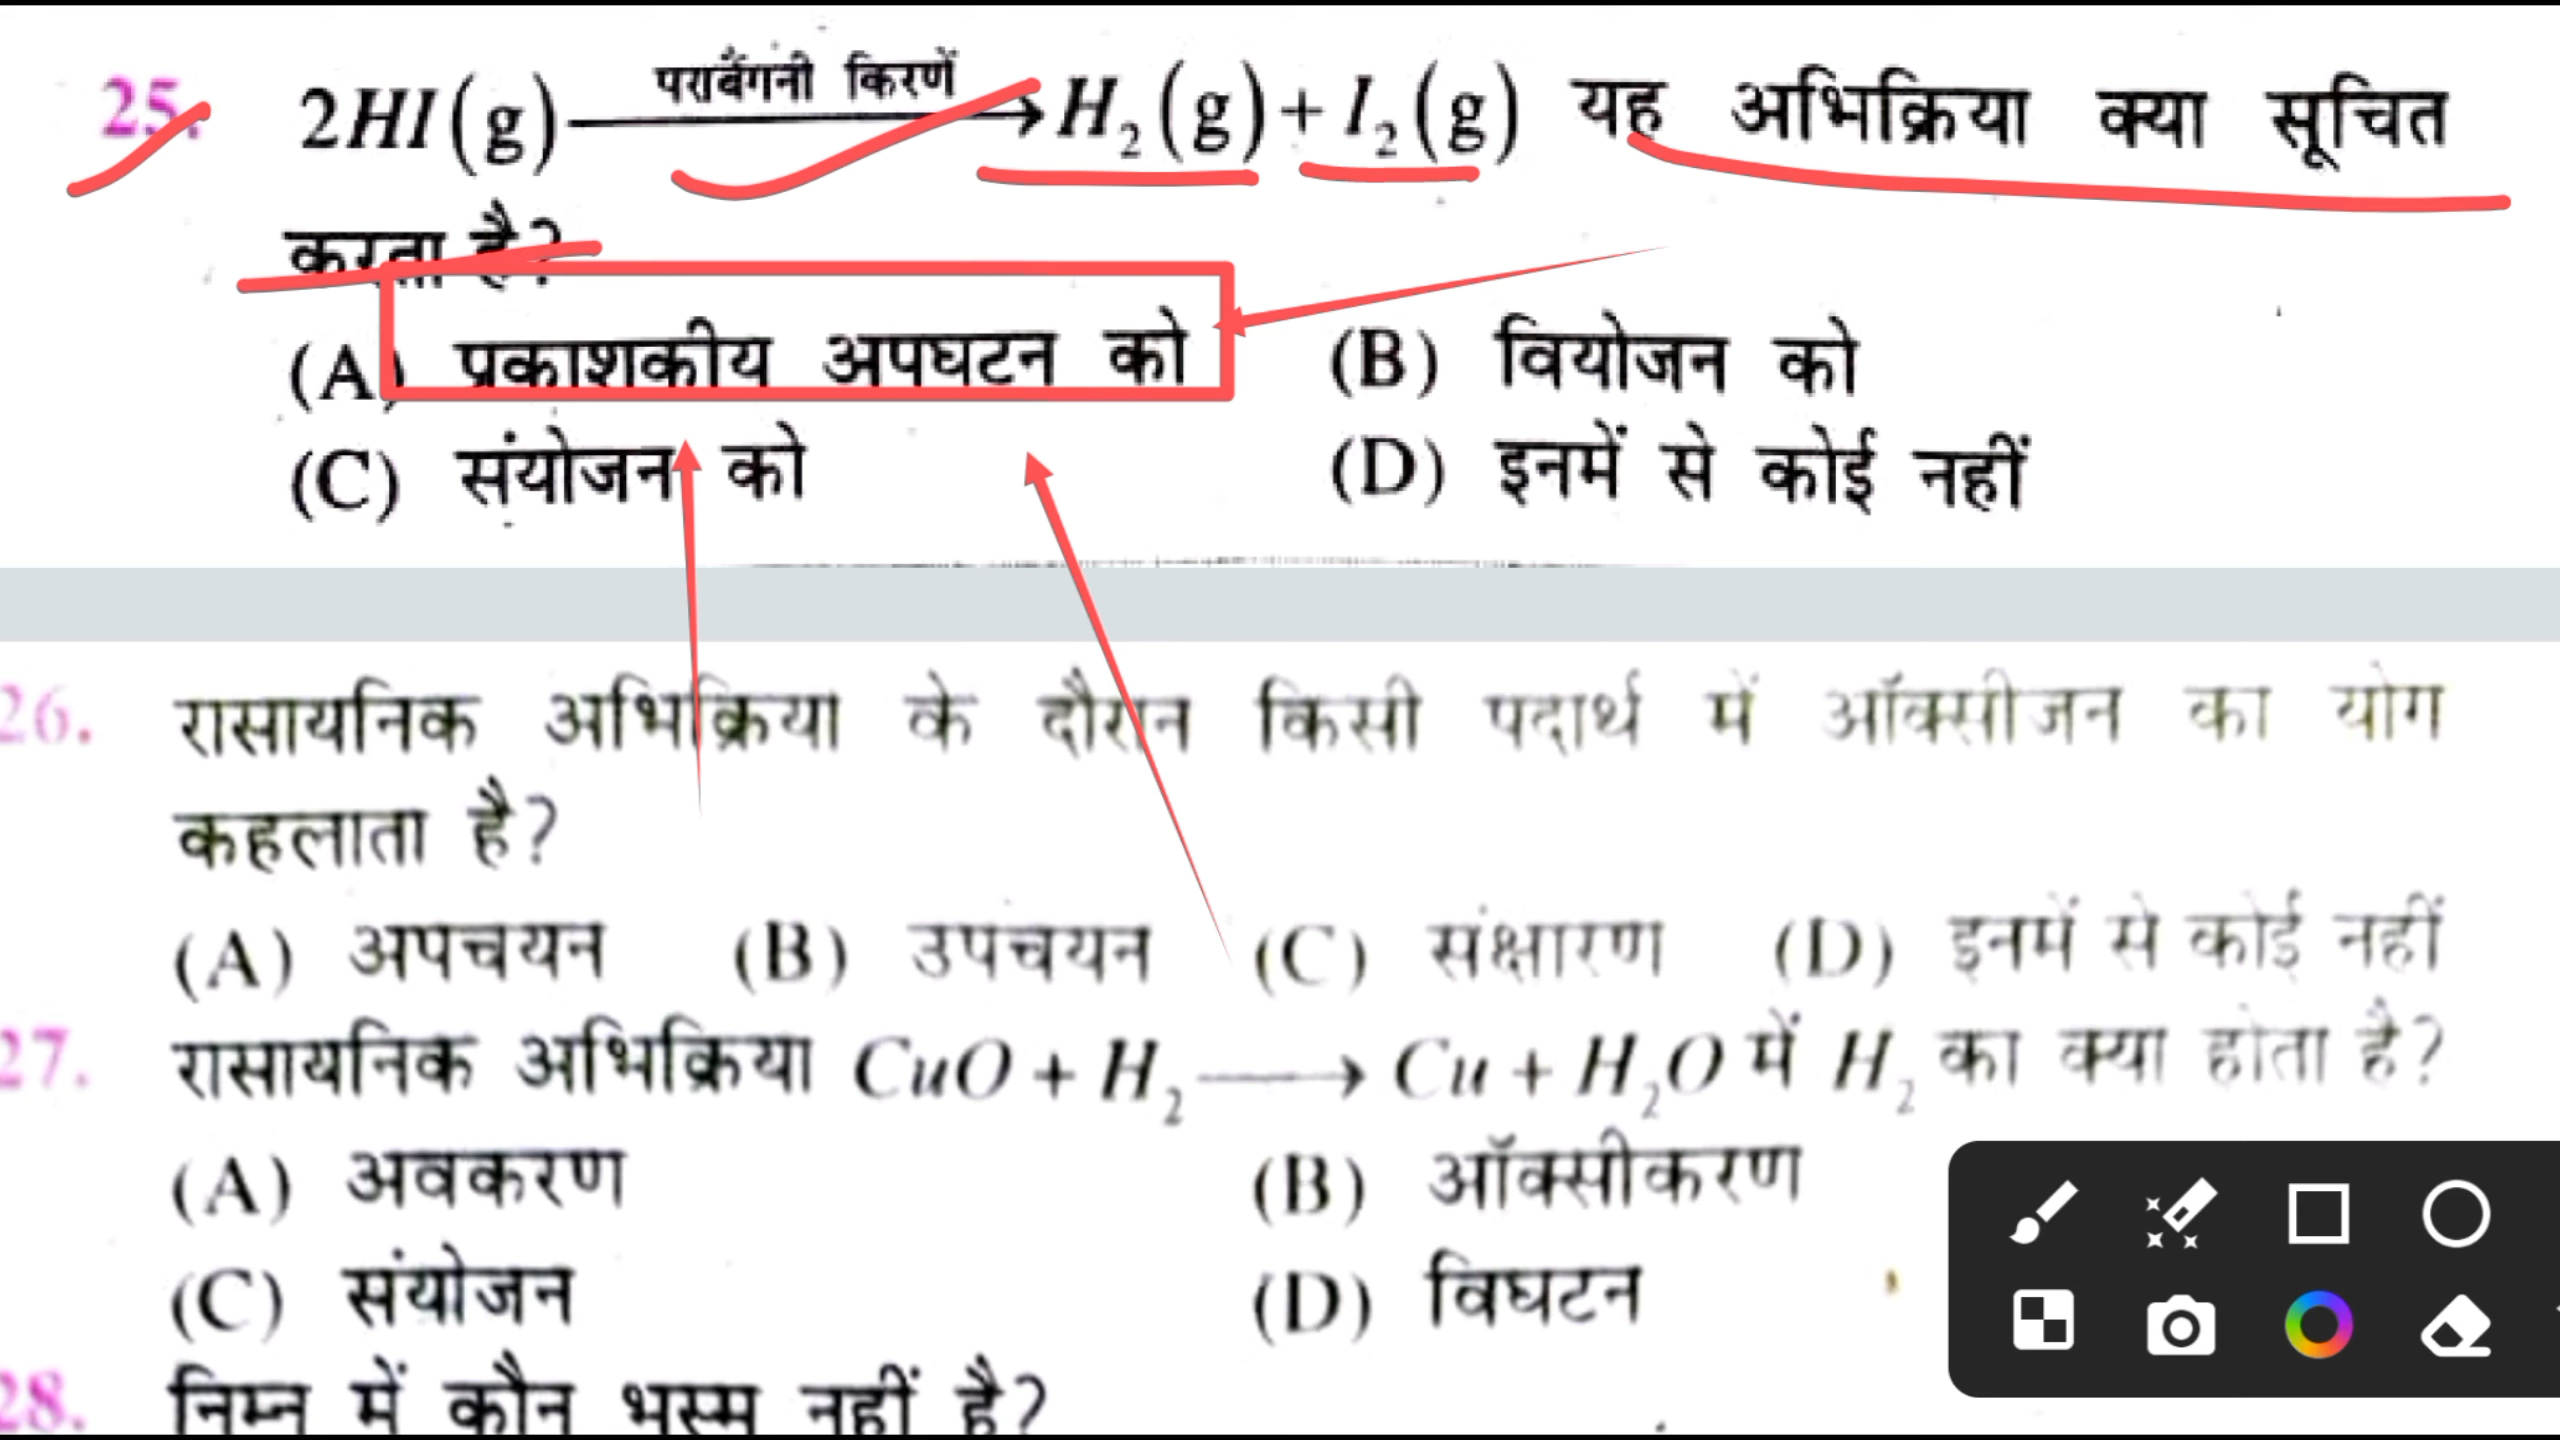 25. 2HI(g) पराबैंगनी किरणें → H₂(g) + I₂(g) यह अभिक्रिया क्या सूचित
करता है?
(A) प्रकाशकीय अपघटन को (B) वियोजन को
(C) संयोजन को (D) इनमें से कोई नहीं
26. रासायनिक अभिक्रिया के दौरान किसी पदार्थ में ऑक्सीजन का योग
कहलाता है?
(A) अपचयन (B) उपचयन (C) संक्षारण (D) इनमें से कोई नहीं
27. रासायनिक अभिक्रिया CuO + H₂ → Cu + H₂O में H₂ का क्या होता है?
(A) अवकरण (B) ऑक्सीकरण
(C) संयोजन (D) विघटन
28. निम्न में कौन भस्म नहीं है?